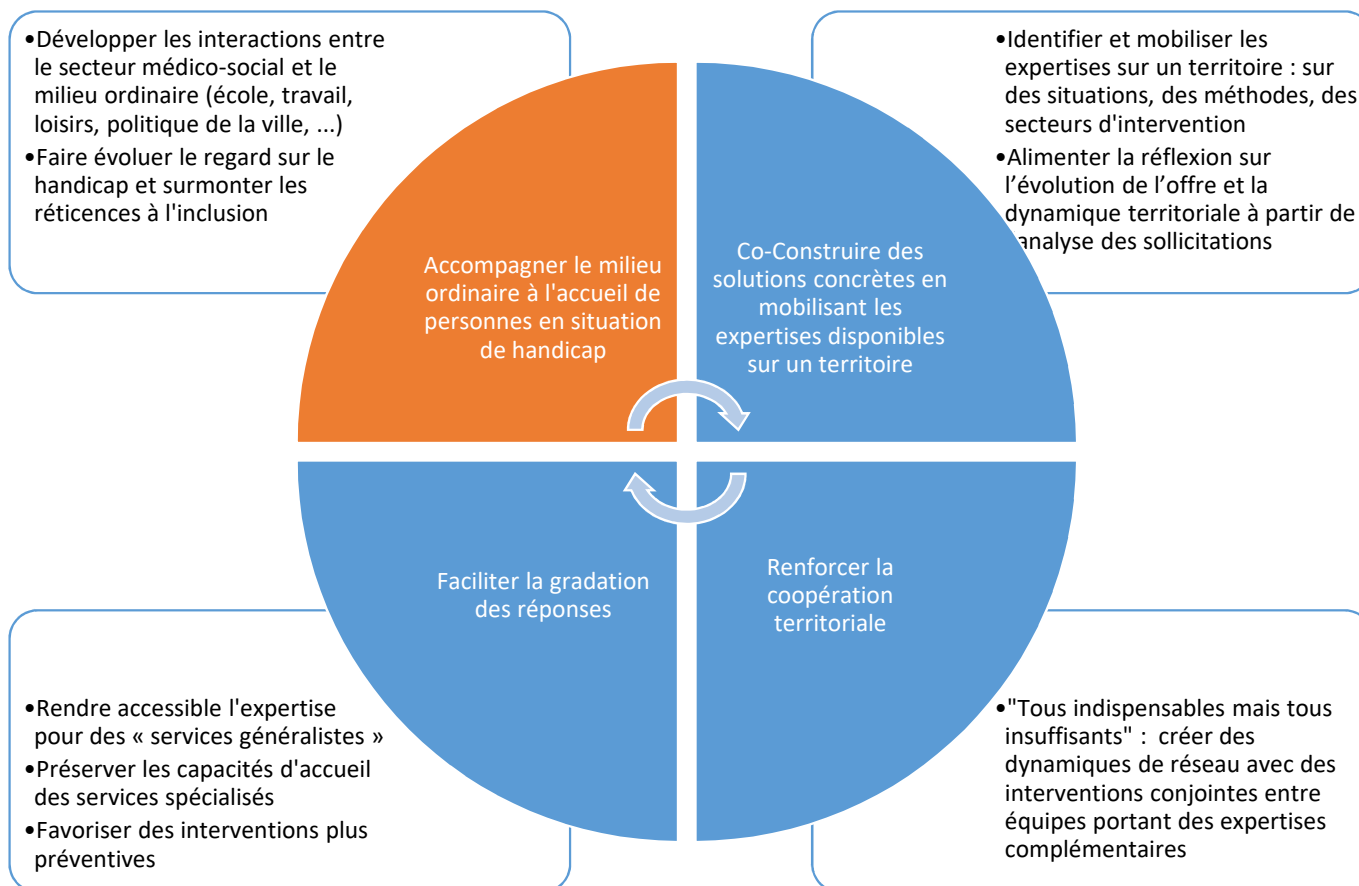 •Développer les interactions entre
le secteur médico-social et le
milieu ordinaire (école, travail,
loisirs, politique de la ville, ...)
•Faire évoluer le regard sur le
handicap et surmonter les
réticences à l'inclusion
•Identifier et mobiliser les
expertises sur un territoire : sur
des situations, des méthodes, des
secteurs d'intervention
•Alimenter la réflexion sur
l’évolution de l’offre et la
dynamique territoriale à partir de
analyse des sollicitations
Accompagner le milieu
ordinaire à l'accueil de
personnes en situation
de handicap
Co-Construire des
solutions concrètes en
mobilisant les
expertises disponibles
sur un territoire
Faciliter la gradation
des réponses
Renforcer la
coopération
territoriale
•Rendre accessible l'expertise
pour des « services généralistes »
•Préserver les capacités d'accueil
des services spécialisés
•Favoriser des interventions plus
préventives
•"Tous indispensables mais tous
insuffisants" : créer des
dynamiques de réseau avec des
interventions conjointes entre
équipes portant des expertises
complémentaires